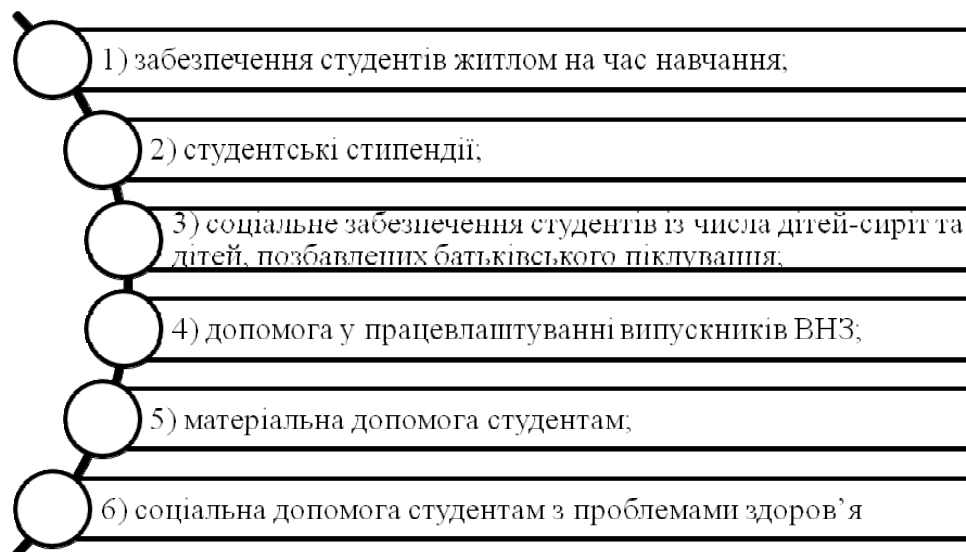 1) забезпечення студентів житлом на час навчання;
2) студентські стипендії;
3) соціальне забезпечення студентів із числа дітей-сиріт та
дітей, позбавлених батьківського піклування;
4) допомога у працевлаштуванні випускників ВНЗ;
5) матеріальна допомога студентам;
6) соціальна допомога студентам з проблемами здоров’я